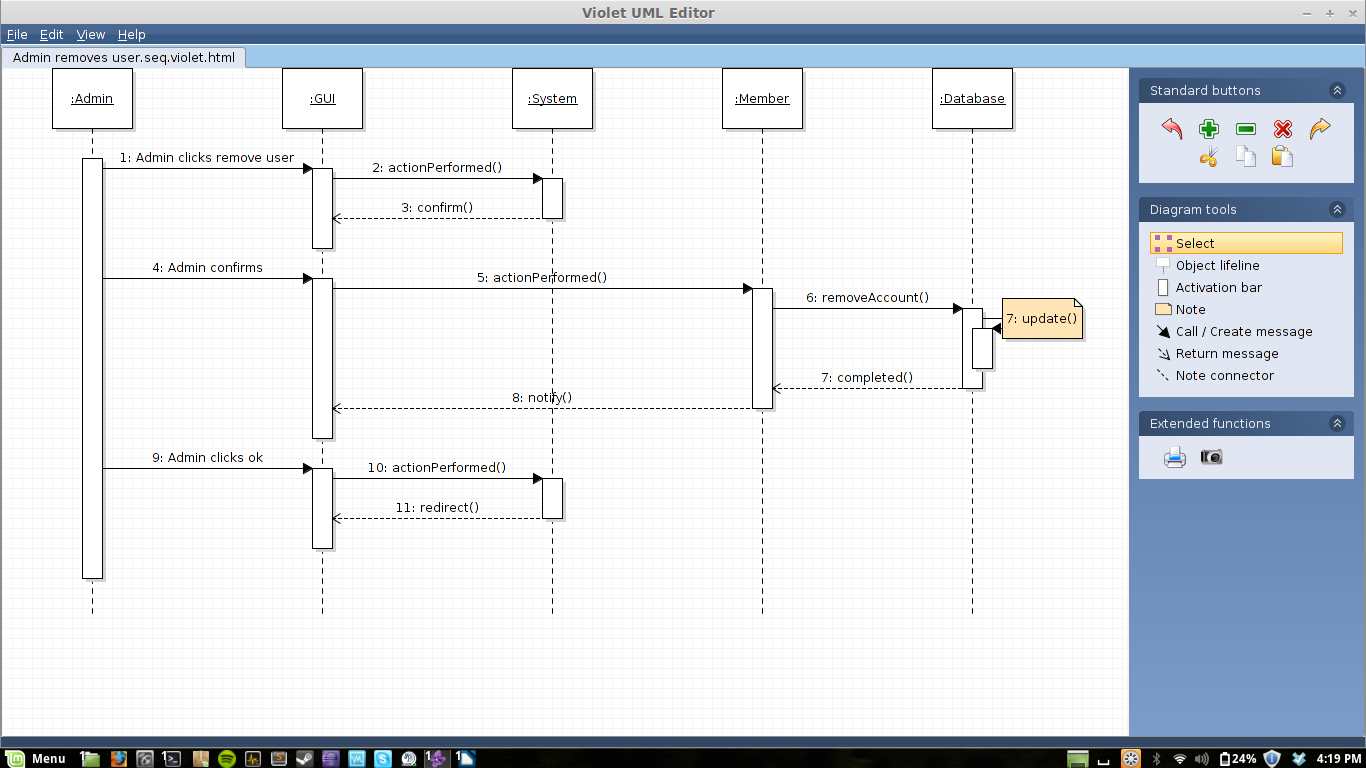 Violet UML Editor
File Edit View Help
Admin removes user.seq.violet.html
:Admin
:GUI
:System
:Member
:Database
1: Admin clicks remove user
2: actionPerformed()
3: confirm()
4: Admin confirms
5: actionPerformed()
6: removeAccount()
7: update()
7: completed()
8: notify()
9: Admin clicks ok
10: actionPerformed()
11: redirect()
Standard buttons
Diagram tools
Select
Object lifeline
Activation bar
Note
Call / Create message
Return message
Note connector
Extended functions
Menu
24% 4:19 PM